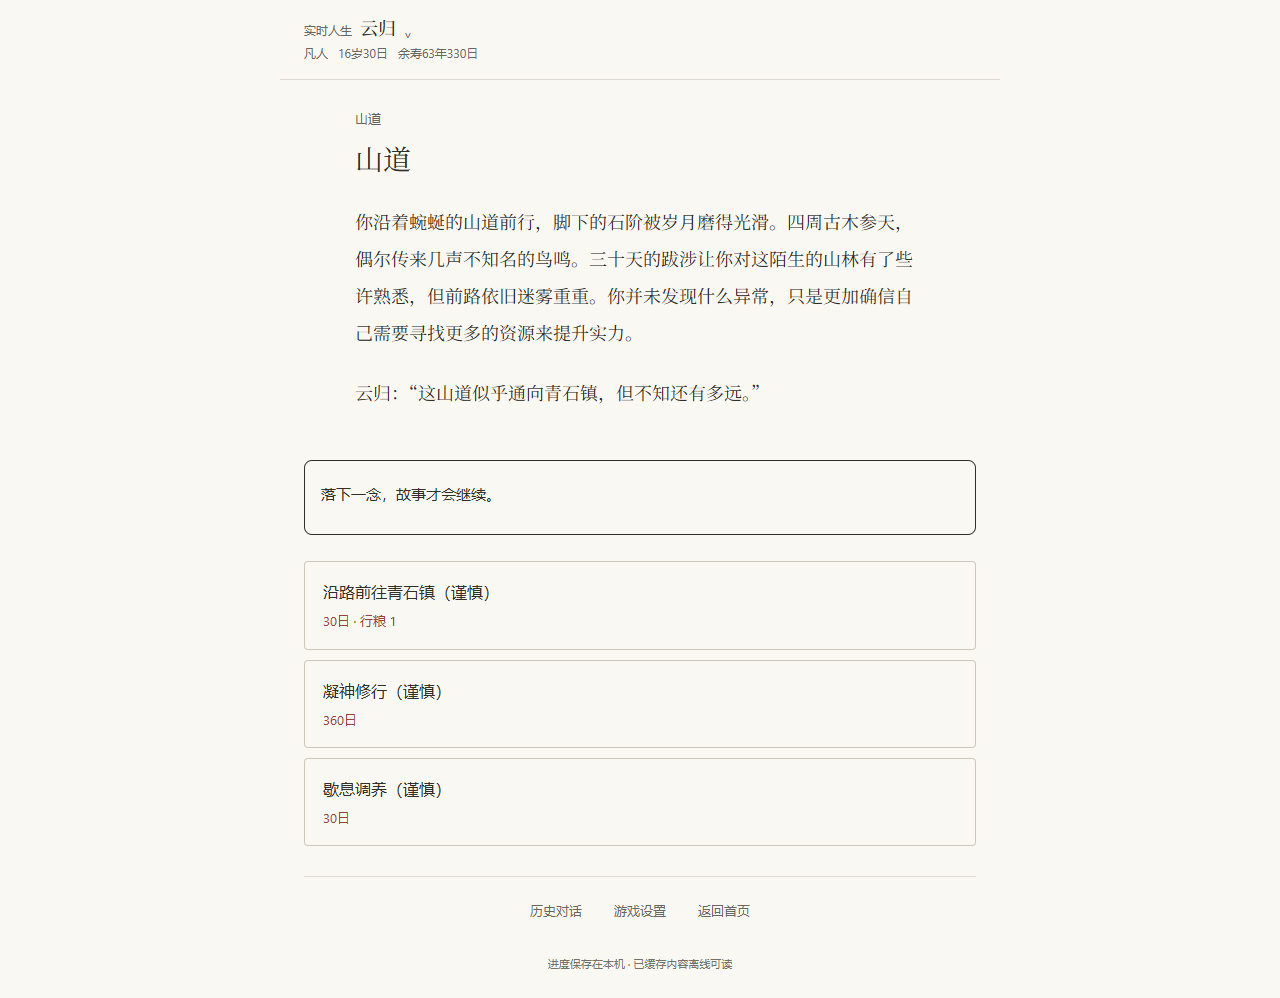 实时人生 云归 ˅
凡人 16岁30日 余寿63年330日
山道
山道
你沿着蜿蜒的山道前行，脚下的石阶被岁月磨得光滑。四周古木参天，
偶尔传来几声不知名的鸟鸣。三十天的跋涉让你对这陌生的山林有了些
许熟悉，但前路依旧迷雾重重。你并未发现什么异常，只是更加确信自
己需要寻找更多的资源来提升实力。
云归：“这山道似乎通向青石镇，但不知还有多远。”
落下一念，故事才会继续。
沿路前往青石镇（谨慎）
30日 · 行粮 1
凝神修行（谨慎）
360日
歇息调养（谨慎）
30日
历史对话 游戏设置 返回首页
进度保存在本机 · 已缓存内容离线可读